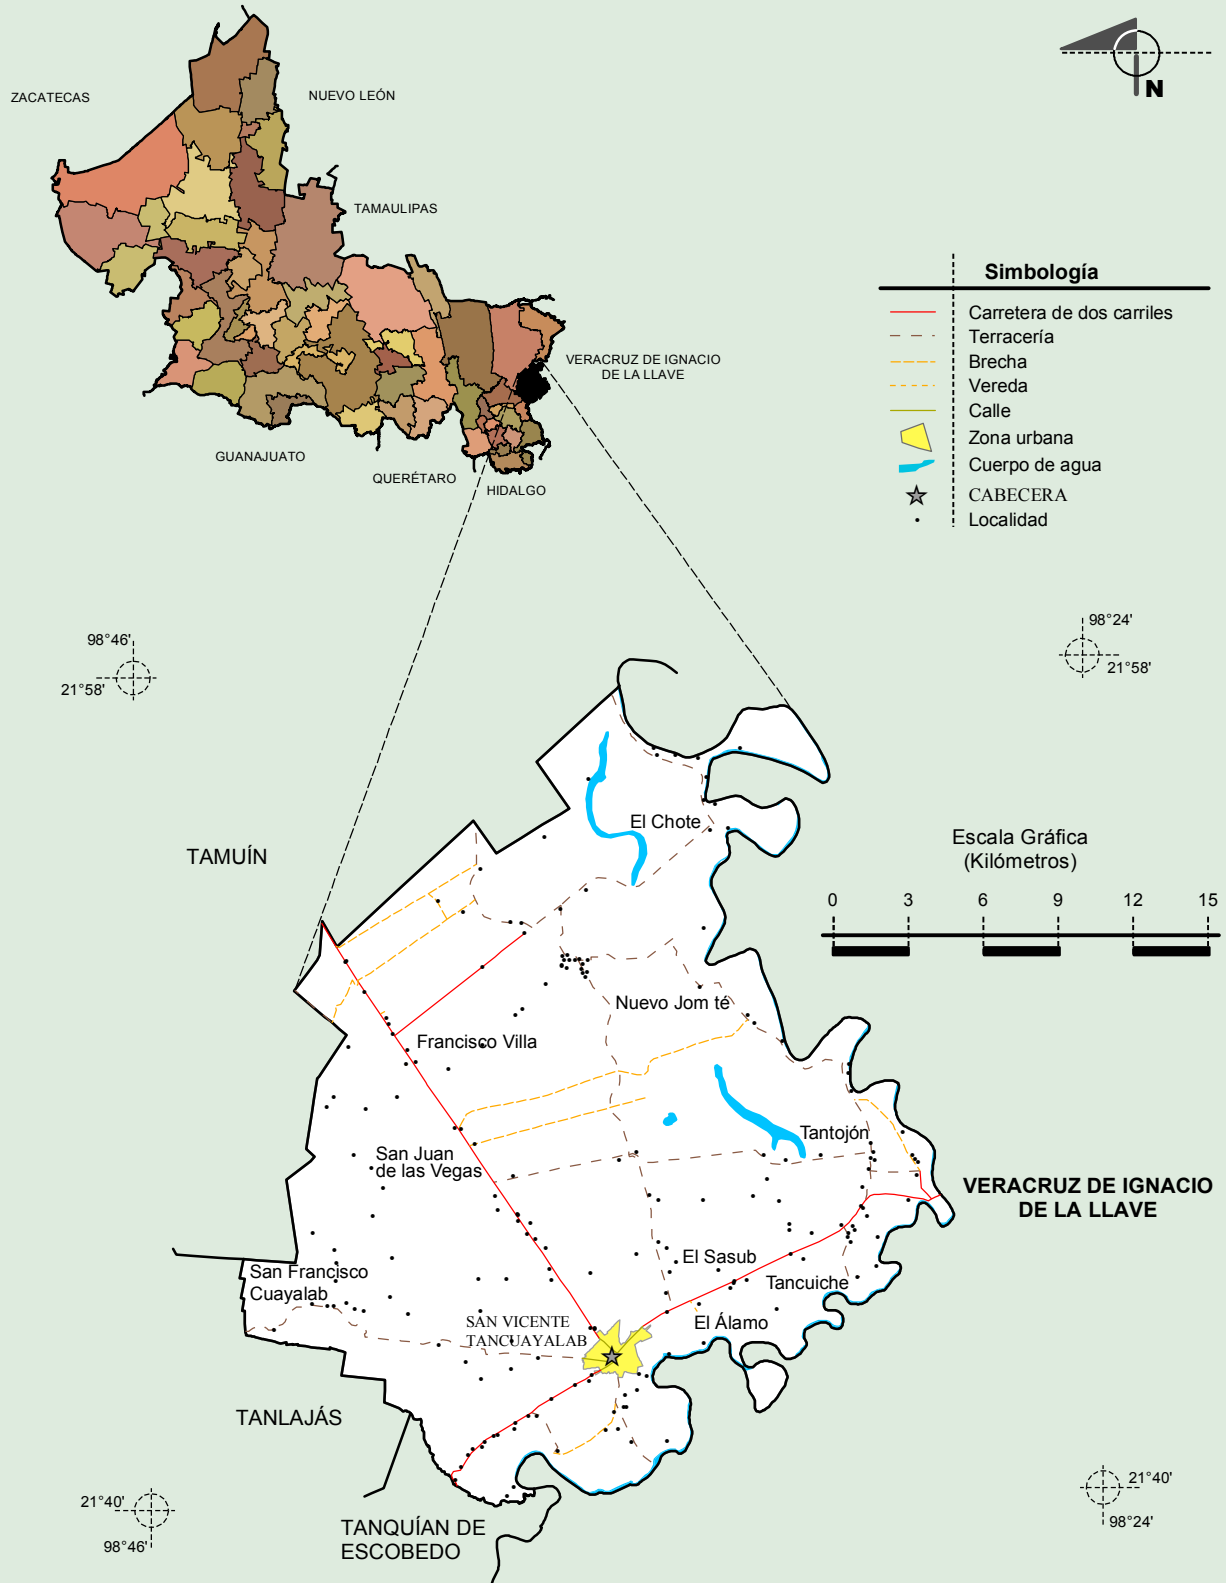 ZACATECAS
NUEVO LEÓN
N
TAMAULIPAS
VERACRUZ DE IGNACIO
DE LA LLAVE
GUANAJUATO
QUERÉTARO
HIDALGO
Simbología
Carretera de dos carriles
Terracería
Brecha
Vereda
Calle
Zona urbana
Cuerpo de agua
CABECERA
Localidad
98°46'
21°58'
98°24'
21°58'
El Chote
TAMUÍN
Escala Gráfica
(Kilómetros)
0 3 6 9 12 15
Nuevo Jom té
Francisco Villa
Tantojón
San Juan
de las Vegas
VERACRUZ DE IGNACIO
DE LA LLAVE
El Sasub
San Francisco
Cuayalab
Tancuiche
SAN VICENTE
TANCUAYALAB
El Álamo
TANLAJÁS
21°40'
98°46'
TANQUÍAN DE
ESCOBEDO
21°40'
98°24'